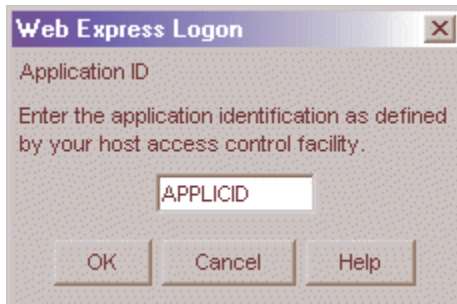 Web Express Logon
Application ID
Enter the application identification as defined
by your host access control facility.
APPLICID
OK Cancel Help